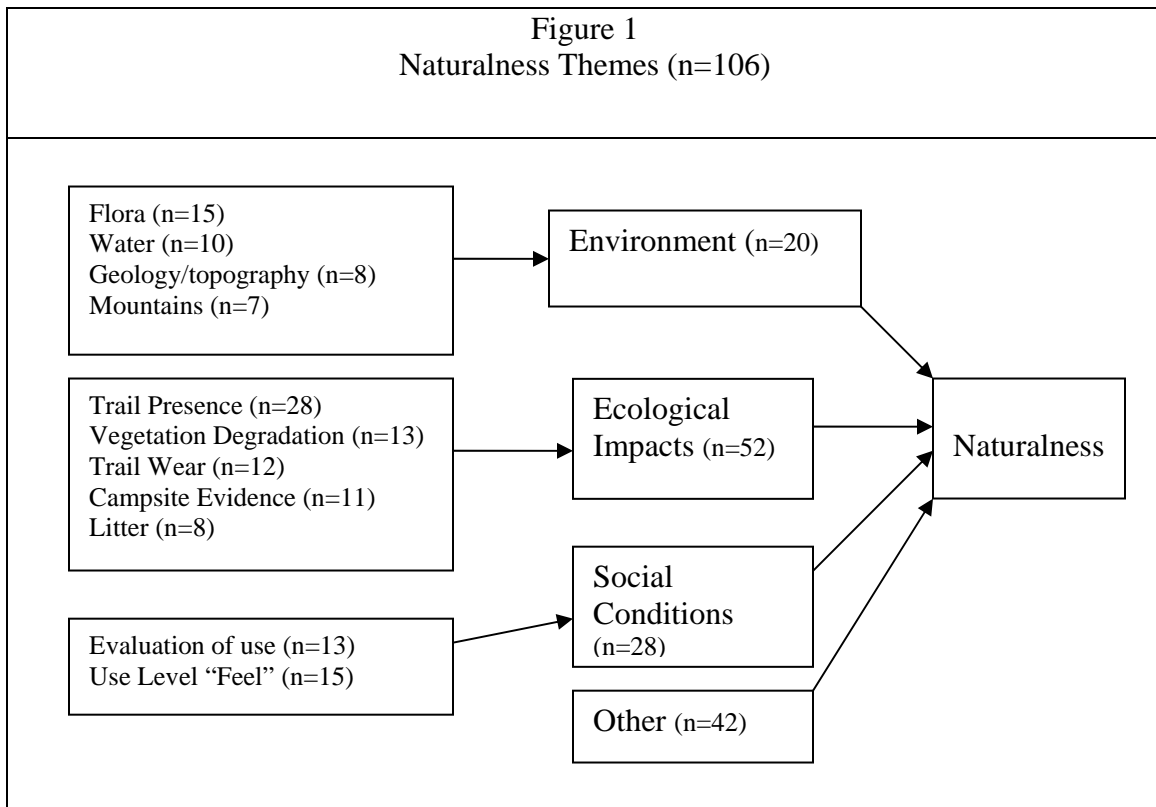 Figure 1
Naturalness Themes (n=106)
Flora (n=15)
Water (n=10)
Geology/topography (n=8)
Mountains (n=7)
Environment (n=20)
Trail Presence (n=28)
Vegetation Degradation (n=13)
Trail Wear (n=12)
Campsite Evidence (n=11)
Litter (n=8)
Ecological
Impacts (n=52)
Naturalness
Evaluation of use (n=13)
Use Level “Feel” (n=15)
Social
Conditions
(n=28)
Other (n=42)